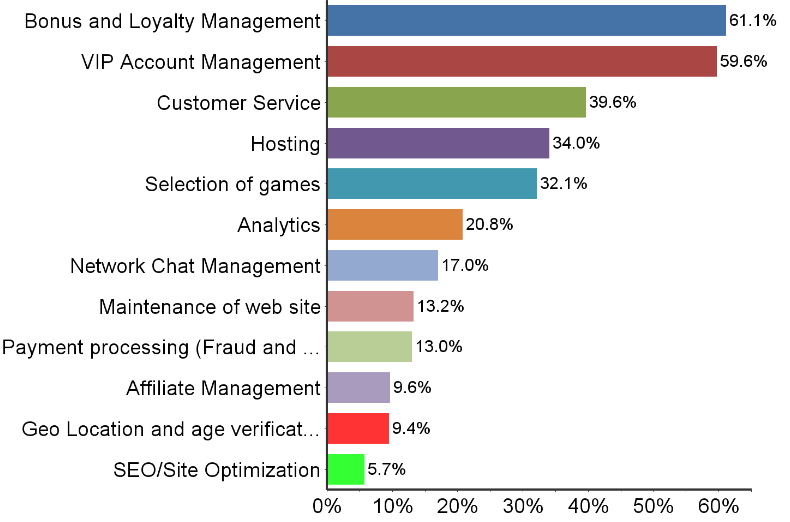 Bonus and Loyalty Management 61.1%
VIP Account Management 59.6%
Customer Service 39.6%
Hosting 34.0%
Selection of games 32.1%
Analytics 20.8%
Network Chat Management 17.0%
Maintenance of web site 13.2%
Payment processing (Fraud and ... 13.0%
Affiliate Management 9.6%
Geo Location and age verificat... 9.4%
SEO/Site Optimization 5.7%
0% 10% 20% 30% 40% 50% 60%